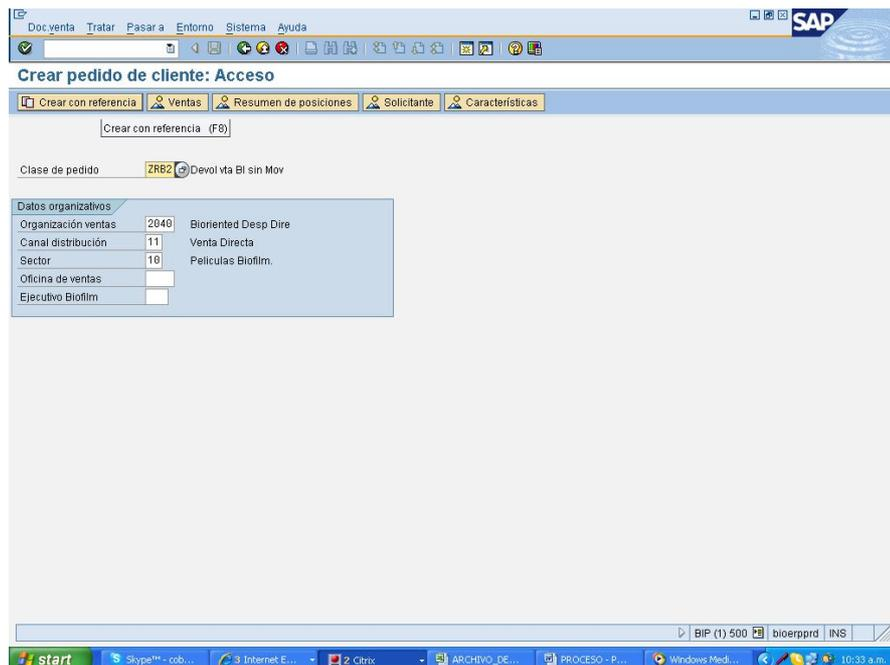 Doc.venta Tratar Pasar a Entorno Sistema Ayuda
SAP
Crear pedido de cliente: Acceso
Crear con referencia Ventas Resumen de posiciones Solicitante Características
Crear con referencia (F8)
Clase de pedido ZRB2 Devol vta BI sin Mov
Datos organizativos
Organización ventas 2040 Bioriented Desp Dire
Canal distribución 11 Venta Directa
Sector 10 Peliculas Biofilm.
Oficina de ventas
Ejecutivo Biofilm
BIP (1) 500 bioerpprd INS
start Skype™ - cob... 3 Internet E... 2 Citrix ARCHIVO_DE... PROCESO - P... Windows Medi... 10:33 a.m.